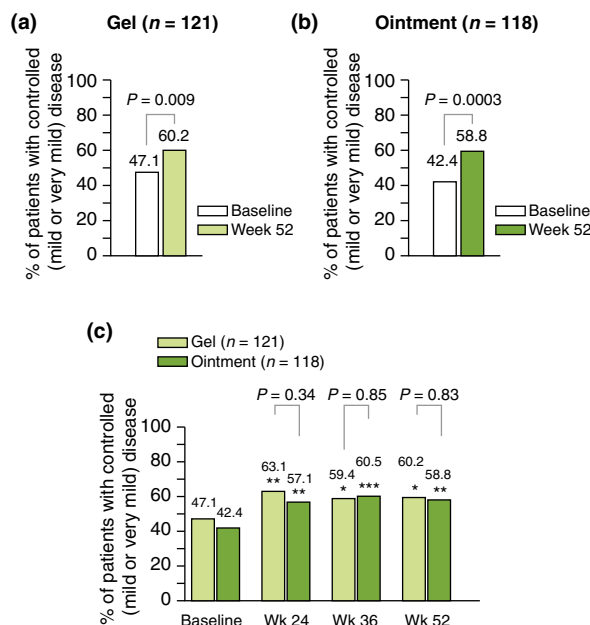 (a) Gel (n = 121)
% of patients with controlled
(mild or very mild) disease
100
80
60
40
20
0
P = 0.009
47.1
60.2
Baseline
Week 52
(b) Ointment (n = 118)
% of patients with controlled
(mild or very mild) disease
100
80
60
40
20
0
P = 0.0003
42.4
58.8
Baseline
Week 52
(c)
Gel (n = 121)
Ointment (n = 118)
% of patients with controlled
(mild or very mild) disease
100
80
60
40
20
0
P = 0.34 P = 0.85 P = 0.83
47.1 42.4
63.1 57.1
** **
59.4 60.5
* ***
60.2 58.8
* **
Baseline Wk 24 Wk 36 Wk 52